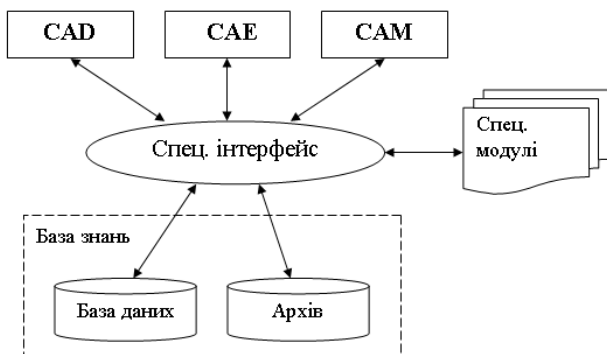 CAD
CAE
CAM
Спец. інтерфейс
Спец.
модулі
База знань
База даних
Архів